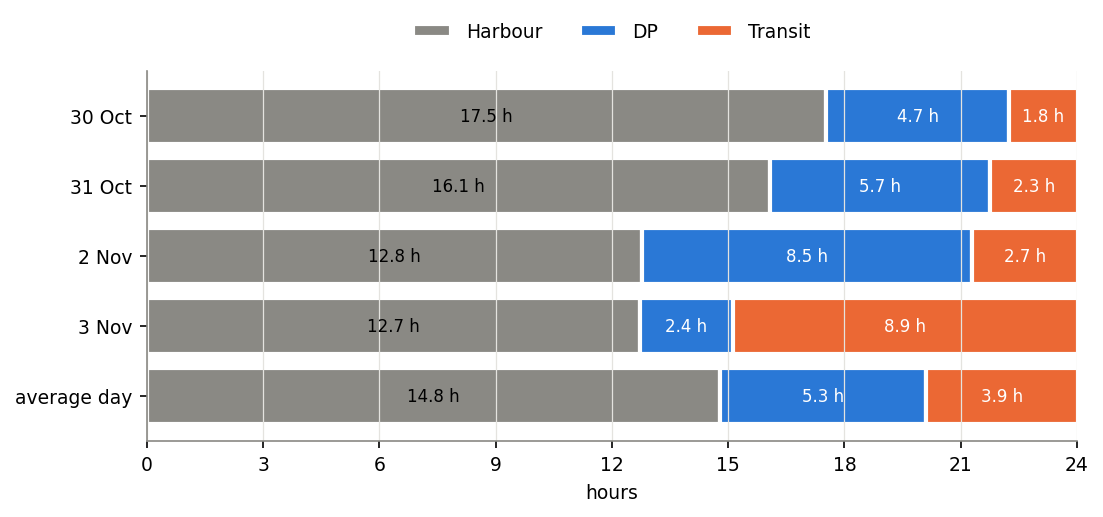 Harbour DP Transit
30 Oct 17.5 h 4.7 h 1.8 h
31 Oct 16.1 h 5.7 h 2.3 h
2 Nov 12.8 h 8.5 h 2.7 h
3 Nov 12.7 h 2.4 h 8.9 h
average day 14.8 h 5.3 h 3.9 h
0 3 6 9 12 15 18 21 24
hours